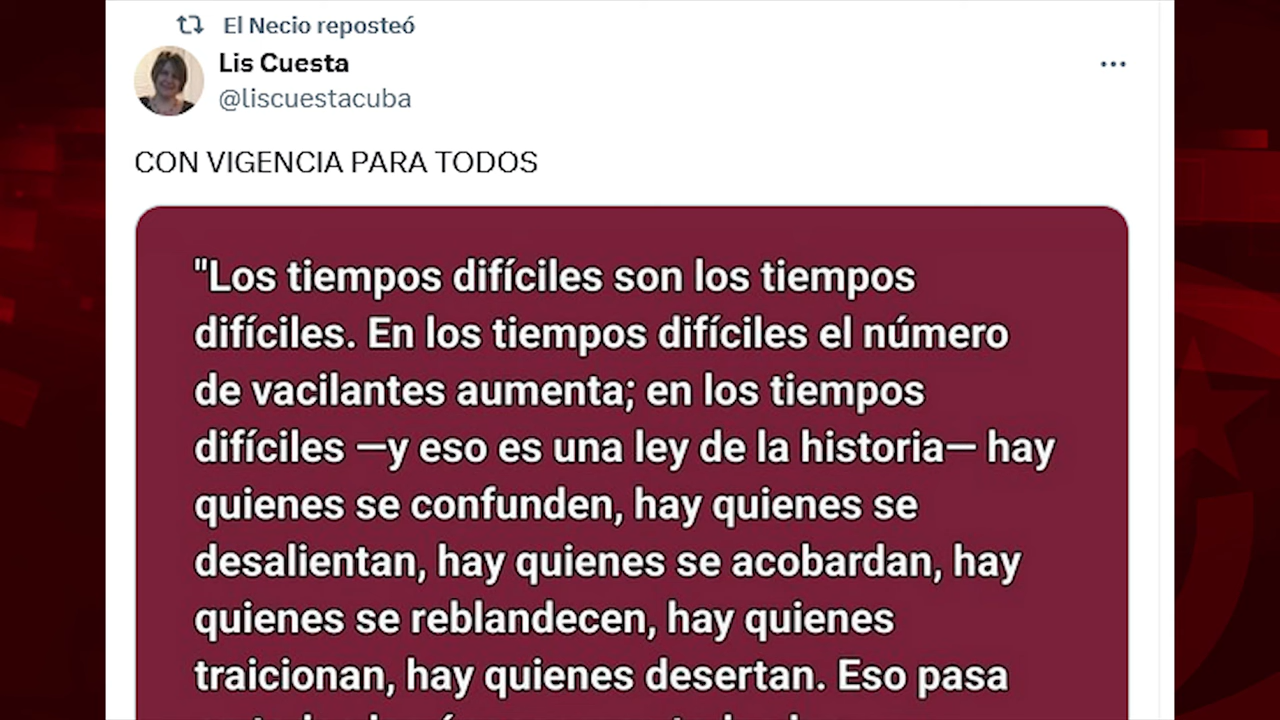 El Necio reposteó
Lis Cuesta
@liscuestacuba
CON VIGENCIA PARA TODOS
"Los tiempos difíciles son los tiempos
difíciles. En los tiempos difíciles el número
de vacilantes aumenta; en los tiempos
difíciles —y eso es una ley de la historia— hay
quienes se confunden, hay quienes se
desalientan, hay quienes se acobardan, hay
quienes se reblandecen, hay quienes
traicionan, hay quienes desertan. Eso pasa